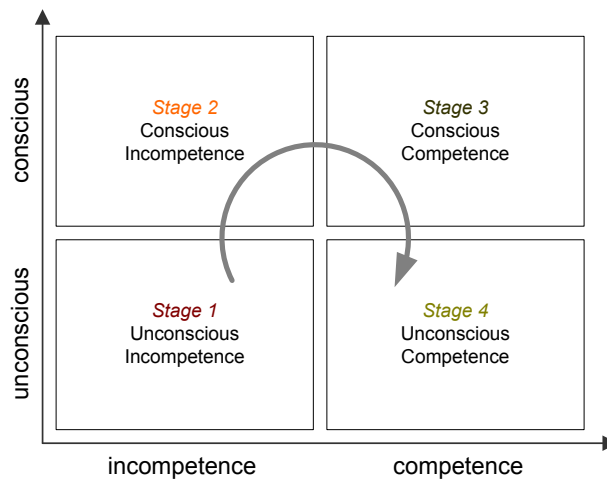 conscious
Stage 2
Conscious
Incompetence
Stage 3
Conscious
Competence
unconscious
Stage 1
Unconscious
Incompetence
Stage 4
Unconscious
Competence
incompetence
competence